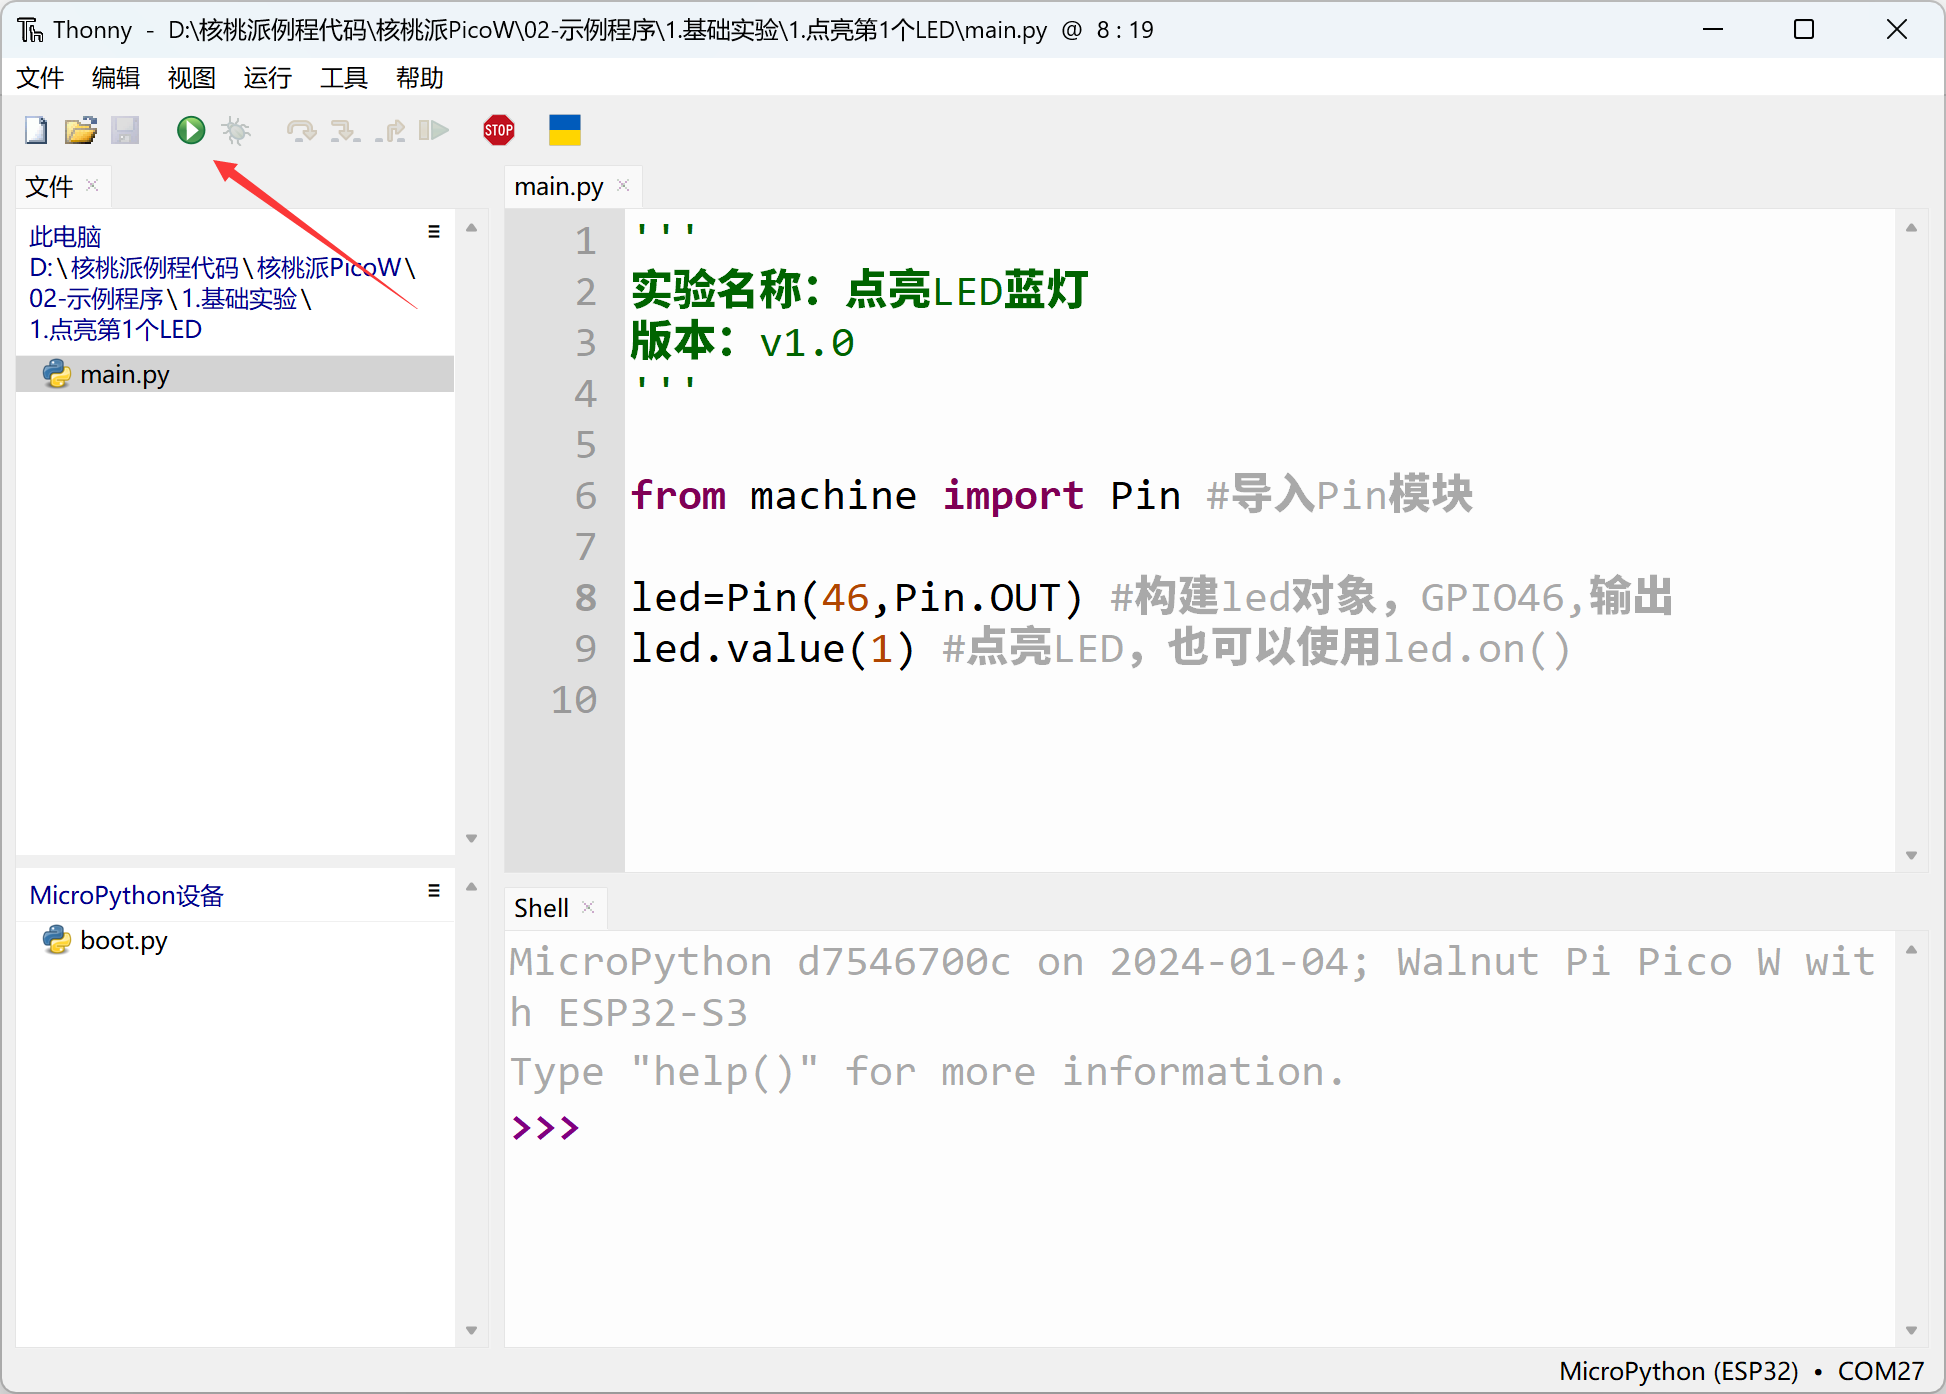 Thonny - D:\核桃派例程代码\核桃派PicoW\02-示例程序\1.基础实验\1.点亮第1个LED\main.py @ 8 : 19
文件 编辑 视图 运行 工具 帮助
STOP
文件
此电脑
D:\核桃派例程代码\核桃派PicoW\
02-示例程序\1.基础实验\
1.点亮第1个LED
main.py
MicroPython设备
boot.py
main.py
1 '''
2 实验名称：点亮LED蓝灯
3 版本：v1.0
4 '''
5
6 from machine import Pin #导入Pin模块
7
8 led=Pin(46,Pin.OUT) #构建led对象，GPIO46,输出
9 led.value(1) #点亮LED，也可以使用led.on()
10
Shell
MicroPython d7546700c on 2024-01-04; Walnut Pi Pico W wit
h ESP32-S3
Type "help()" for more information.
>>>
MicroPython (ESP32) • COM27